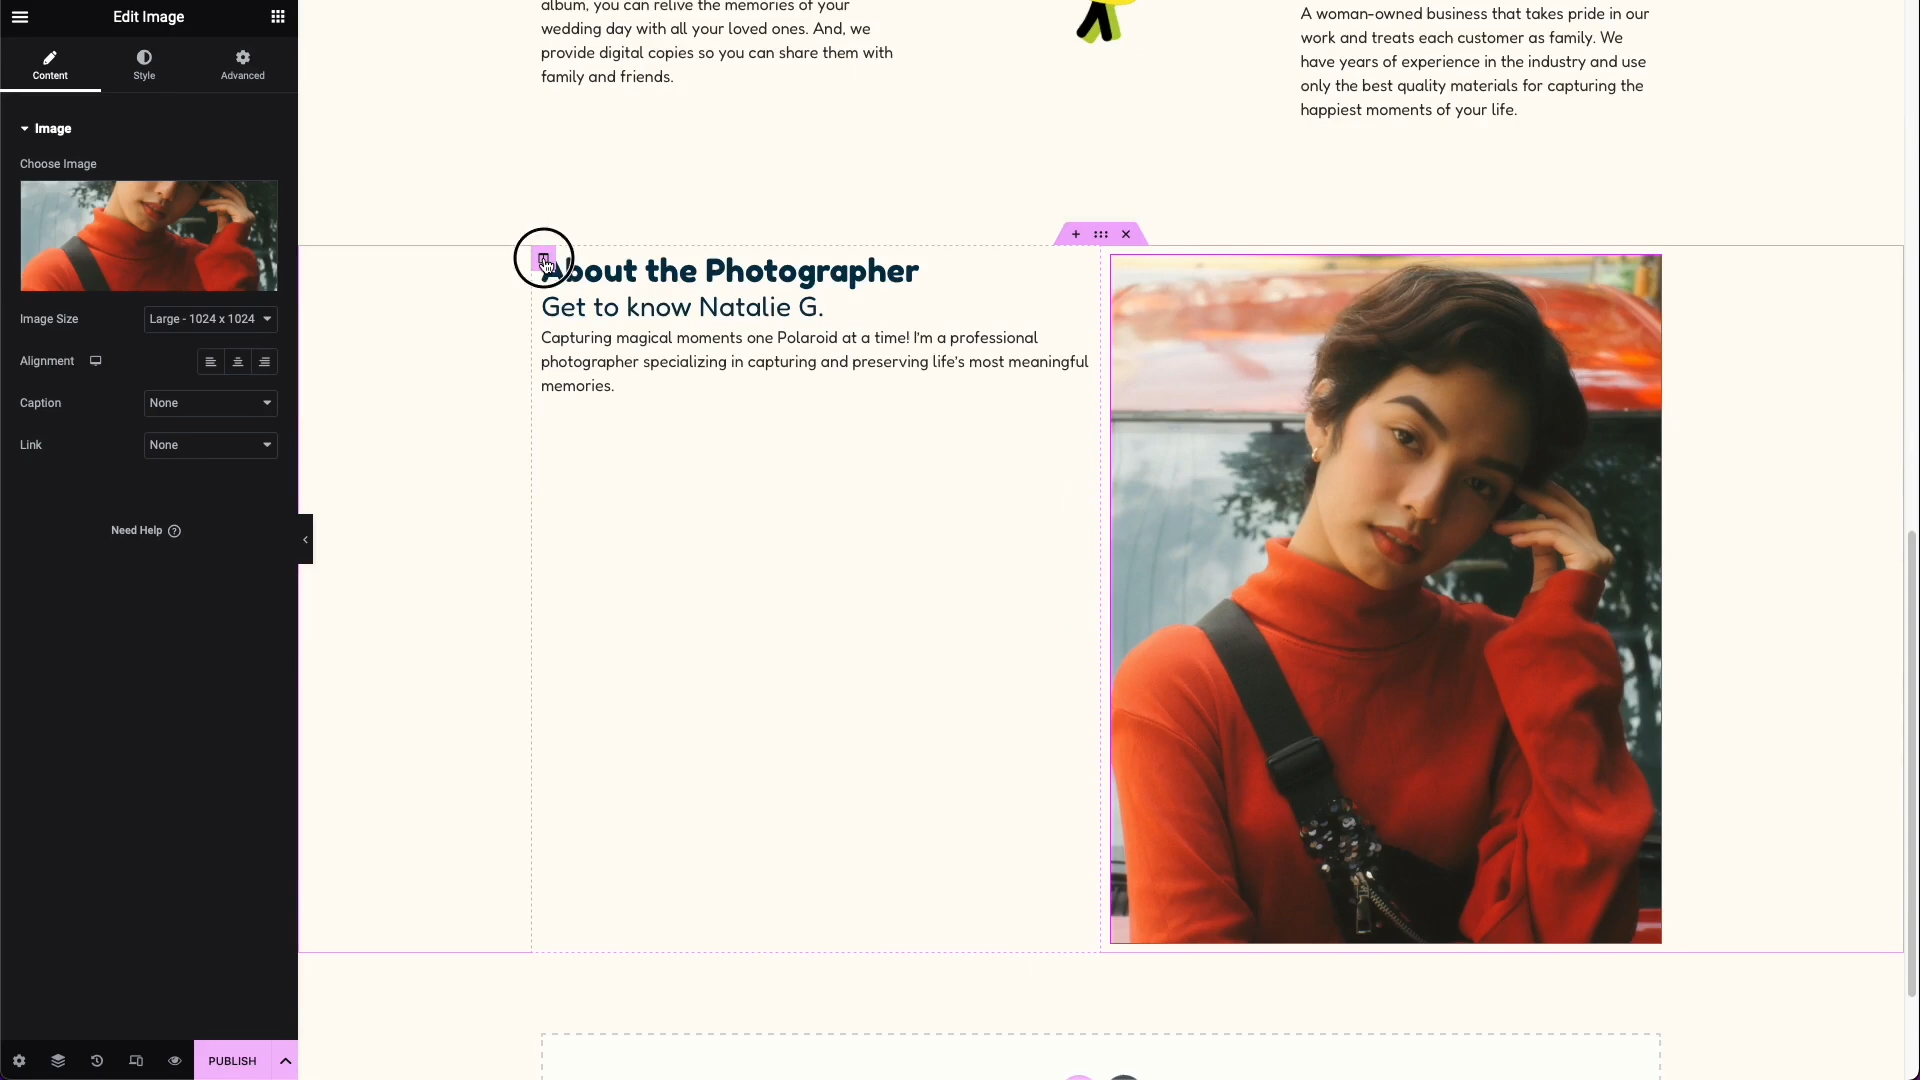 Edit Image
Content
Style
Advanced
Image
Choose Image
Image Size
Large - 1024 x 1024
Alignment
Caption
None
Link
None
Need Help
PUBLISH
album, you can relive the memories of your
wedding day with all your loved ones. And, we
provide digital copies so you can share them with
family and friends.
A woman-owned business that takes pride in our
work and treats each customer as family. We
have years of experience in the industry and use
only the best quality materials for capturing the
happiest moments of your life.
About the Photographer
Get to know Natalie G.
Capturing magical moments one Polaroid at a time! I'm a professional
photographer specializing in capturing and preserving life's most meaningful
memories.